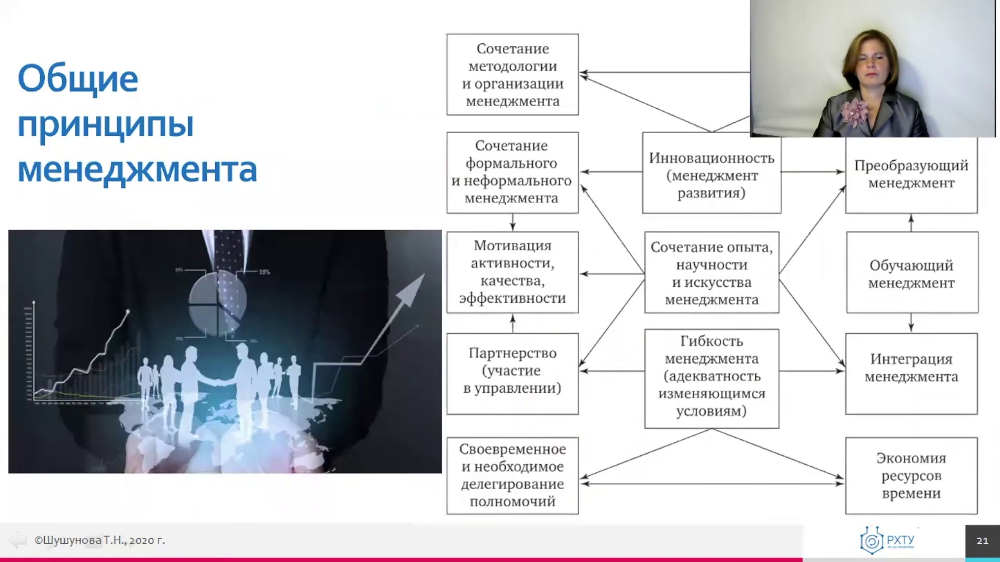 Общие
принципы
менеджмента
Сочетание
методологии
и организации
менеджмента
Сочетание
формального
и неформального
менеджмента
Инновационность
(менеджмент
развития)
Преобразующий
менеджмент
Мотивация
активности,
качества,
эффективности
Сочетание опыта,
научности
и искусства
менеджмента
Обучающий
менеджмент
Партнерство
(участие
в управлении)
Гибкость
менеджмента
(адекватность
изменяющимся
условиям)
Интеграция
менеджмента
Своевременное
и необходимое
делегирование
полномочий
Экономия
ресурсов
времени
35%
©Шушунова Т.Н., 2020 г.
РХТУ
21